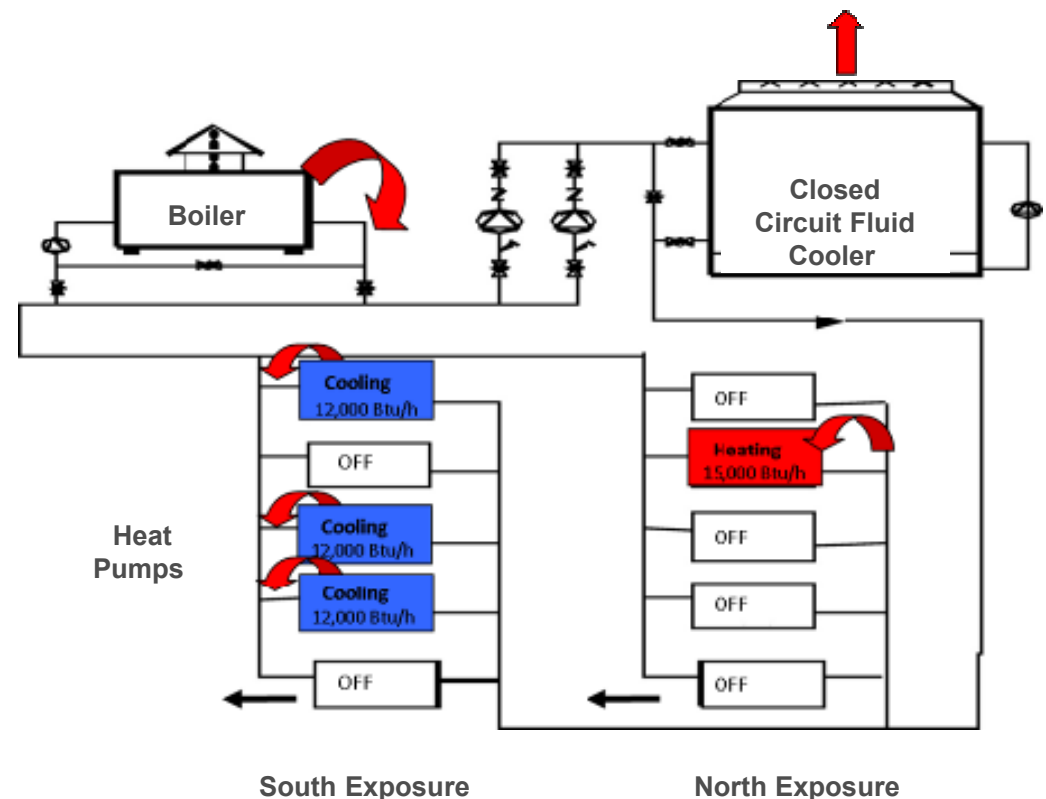 Boiler
Closed
Circuit Fluid
Cooler
Cooling
12,000 Btu/h
OFF
Cooling
12,000 Btu/h
Cooling
12,000 Btu/h
OFF
Heat
Pumps
OFF
Heating
15,000 Btu/h
OFF
OFF
OFF
South Exposure
North Exposure